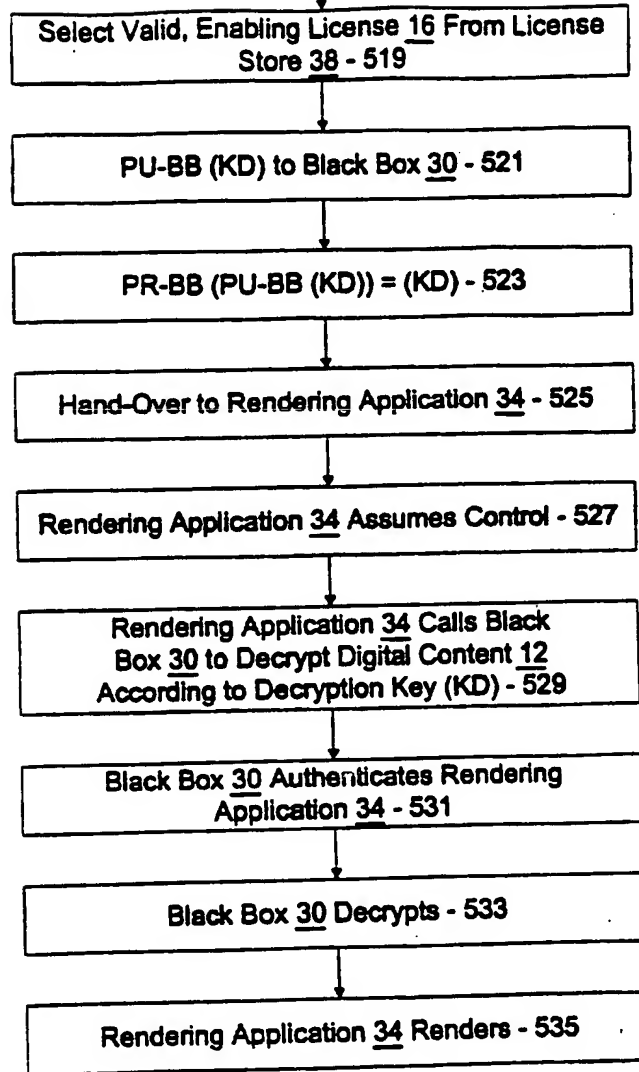 Select Valid, Enabling License 16 From License
Store 38 - 519
PU-BB (KD) to Black Box 30 - 521
PR-BB (PU-BB (KD)) = (KD) - 523
Hand-Over to Rendering Application 34 - 525
Rendering Application 34 Assumes Control - 527
Rendering Application 34 Calls Black
Box 30 to Decrypt Digital Content 12
According to Decryption Key (KD) - 529
Black Box 30 Authenticates Rendering
Application 34 - 531
Black Box 30 Decrypts - 533
Rendering Application 34 Renders - 535